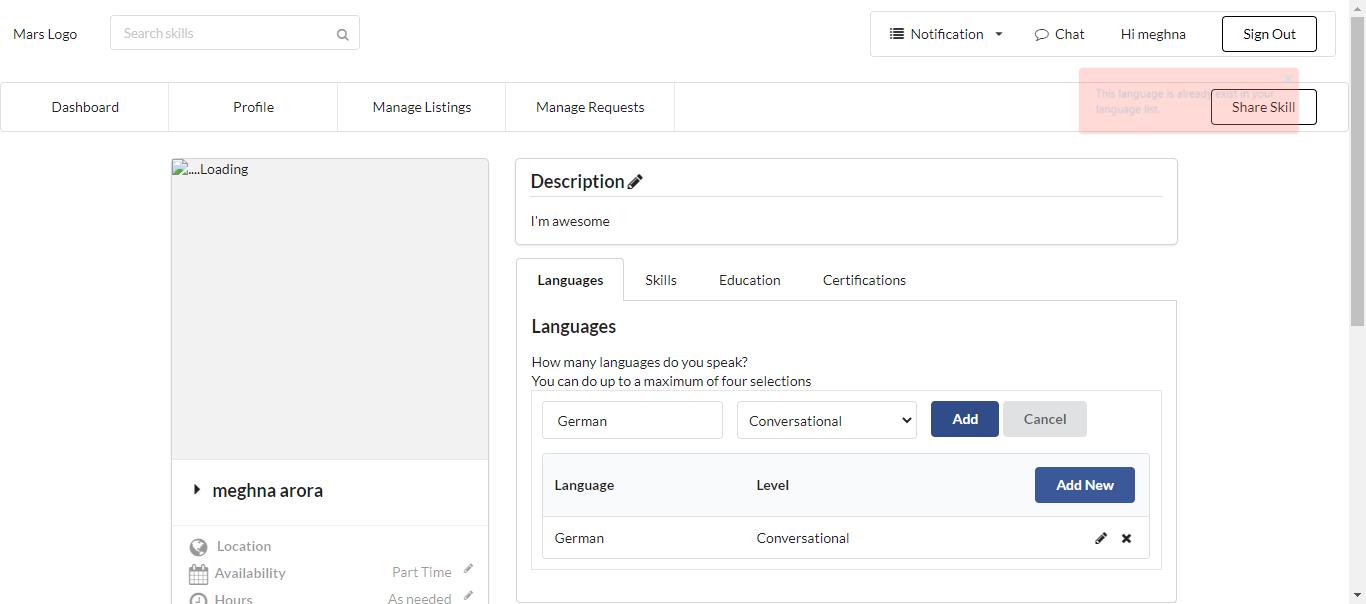 Mars Logo
Search skills
Notification
Chat
Hi meghna
Sign Out
Dashboard
Profile
Manage Listings
Manage Requests
This language is already exist in your
language list.
Share Skill
....Loading
Description
I'm awesome
Languages
Skills
Education
Certifications
Languages
How many languages do you speak?
You can do up to a maximum of four selections
German
Conversational
Add
Cancel
Language
Level
Add New
German
Conversational
meghna arora
Location
Availability
Part Time
Hours
As needed